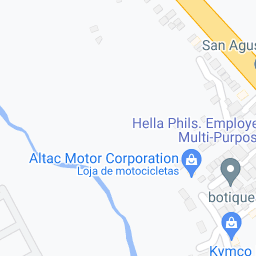 San Agus
Hella Phils. Employe
Multi-Purpos
Altac Motor Corporation
Loja de motocicletas
botique
Kymco